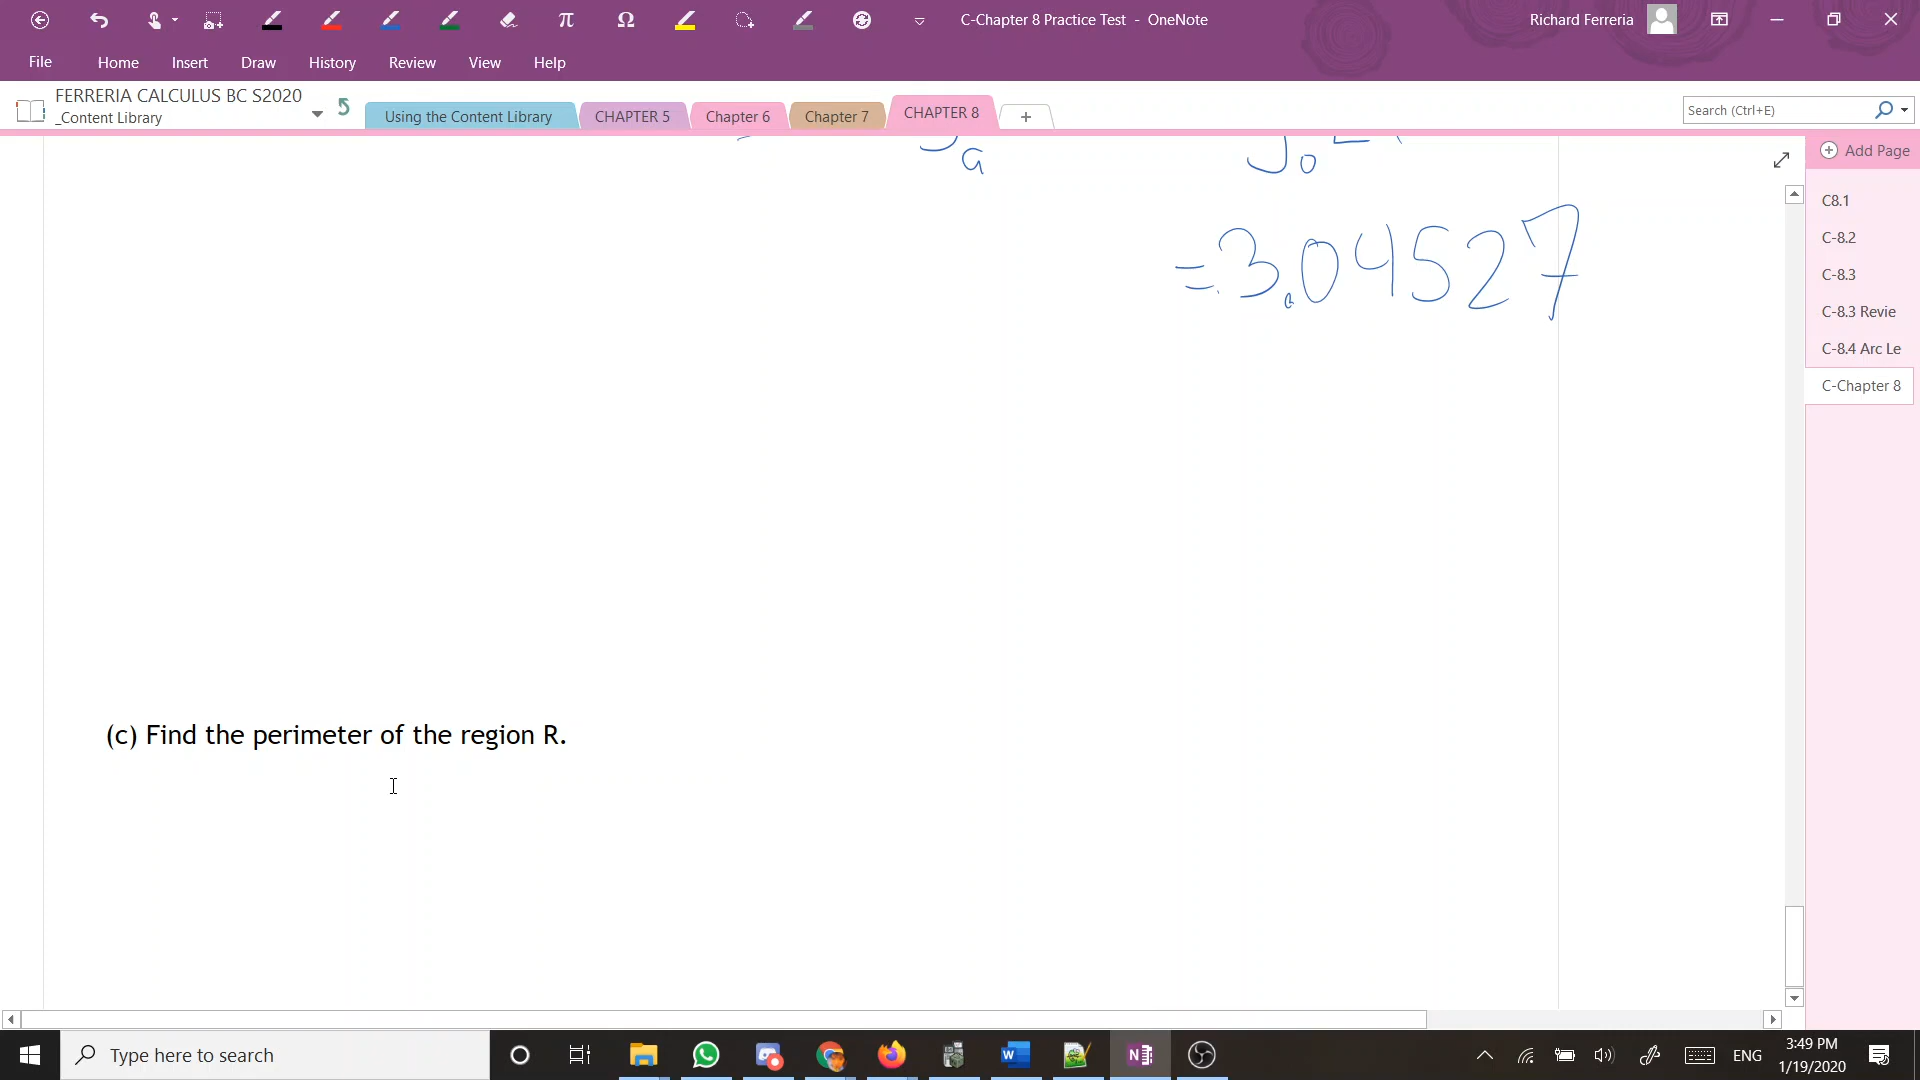 C-Chapter 8 Practice Test - OneNote
Richard Ferreria
File Home Insert Draw History Review View Help
FERRERIA CALCULUS BC S2020
_Content Library
Using the Content Library CHAPTER 5 Chapter 6 Chapter 7 CHAPTER 8 +
Search (Ctrl+E)
Add Page
C8.1
C-8.2
C-8.3
C-8.3 Revie
C-8.4 Arc Le
C-Chapter 8
a
0
= 3.04527
(c) Find the perimeter of the region R.
Type here to search
ENG
3:49 PM
1/19/2020